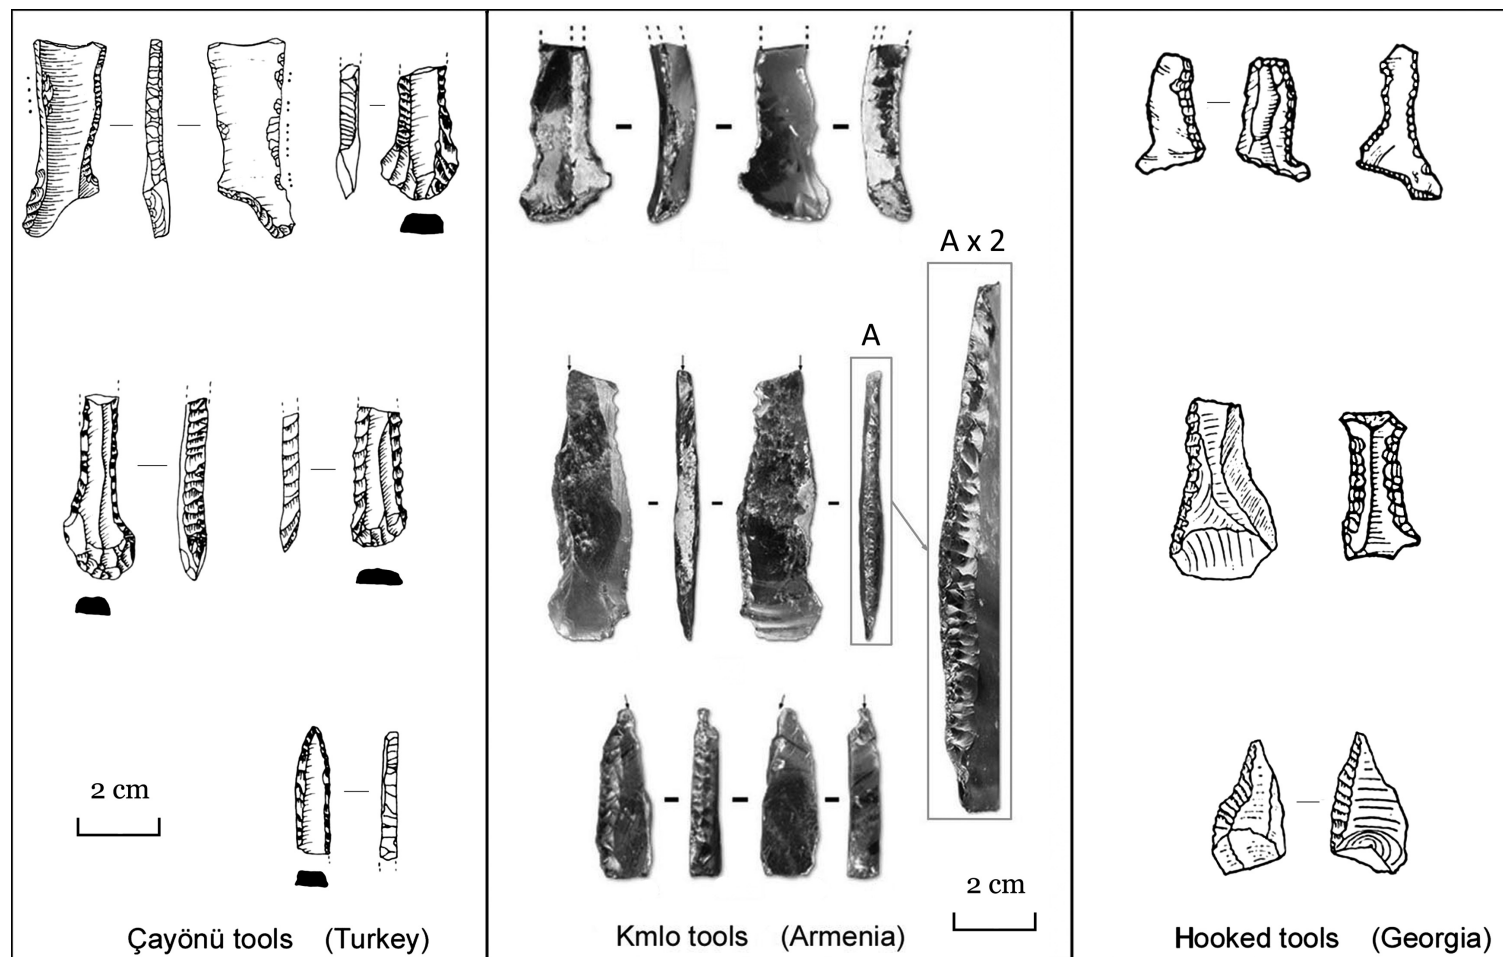 A x 2
A
2 cm
2 cm
Çayönü tools (Turkey)
Kmlo tools (Armenia)
Hooked tools (Georgia)